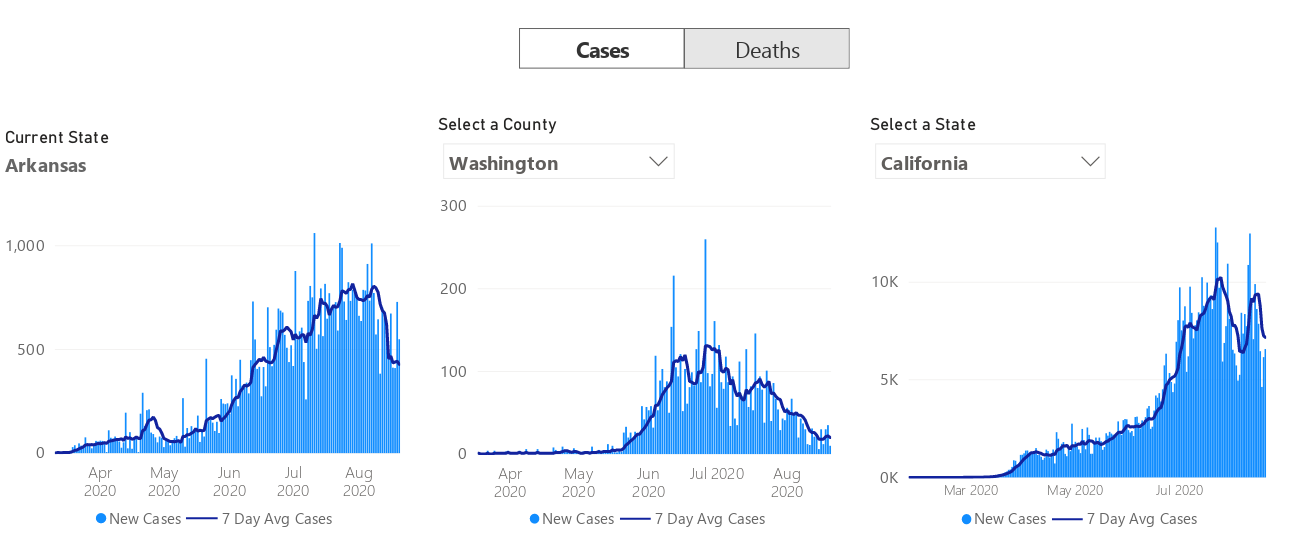 Cases
Deaths
Current State
Arkansas
1,000
500
0
Apr 2020
May 2020
Jun 2020
Jul 2020
Aug 2020
New Cases
7 Day Avg Cases
Select a County
Washington
300
200
100
0
Apr 2020
May 2020
Jun 2020
Jul 2020
Aug 2020
New Cases
7 Day Avg Cases
Select a State
California
10K
5K
0K
Mar 2020
May 2020
Jul 2020
New Cases
7 Day Avg Cases